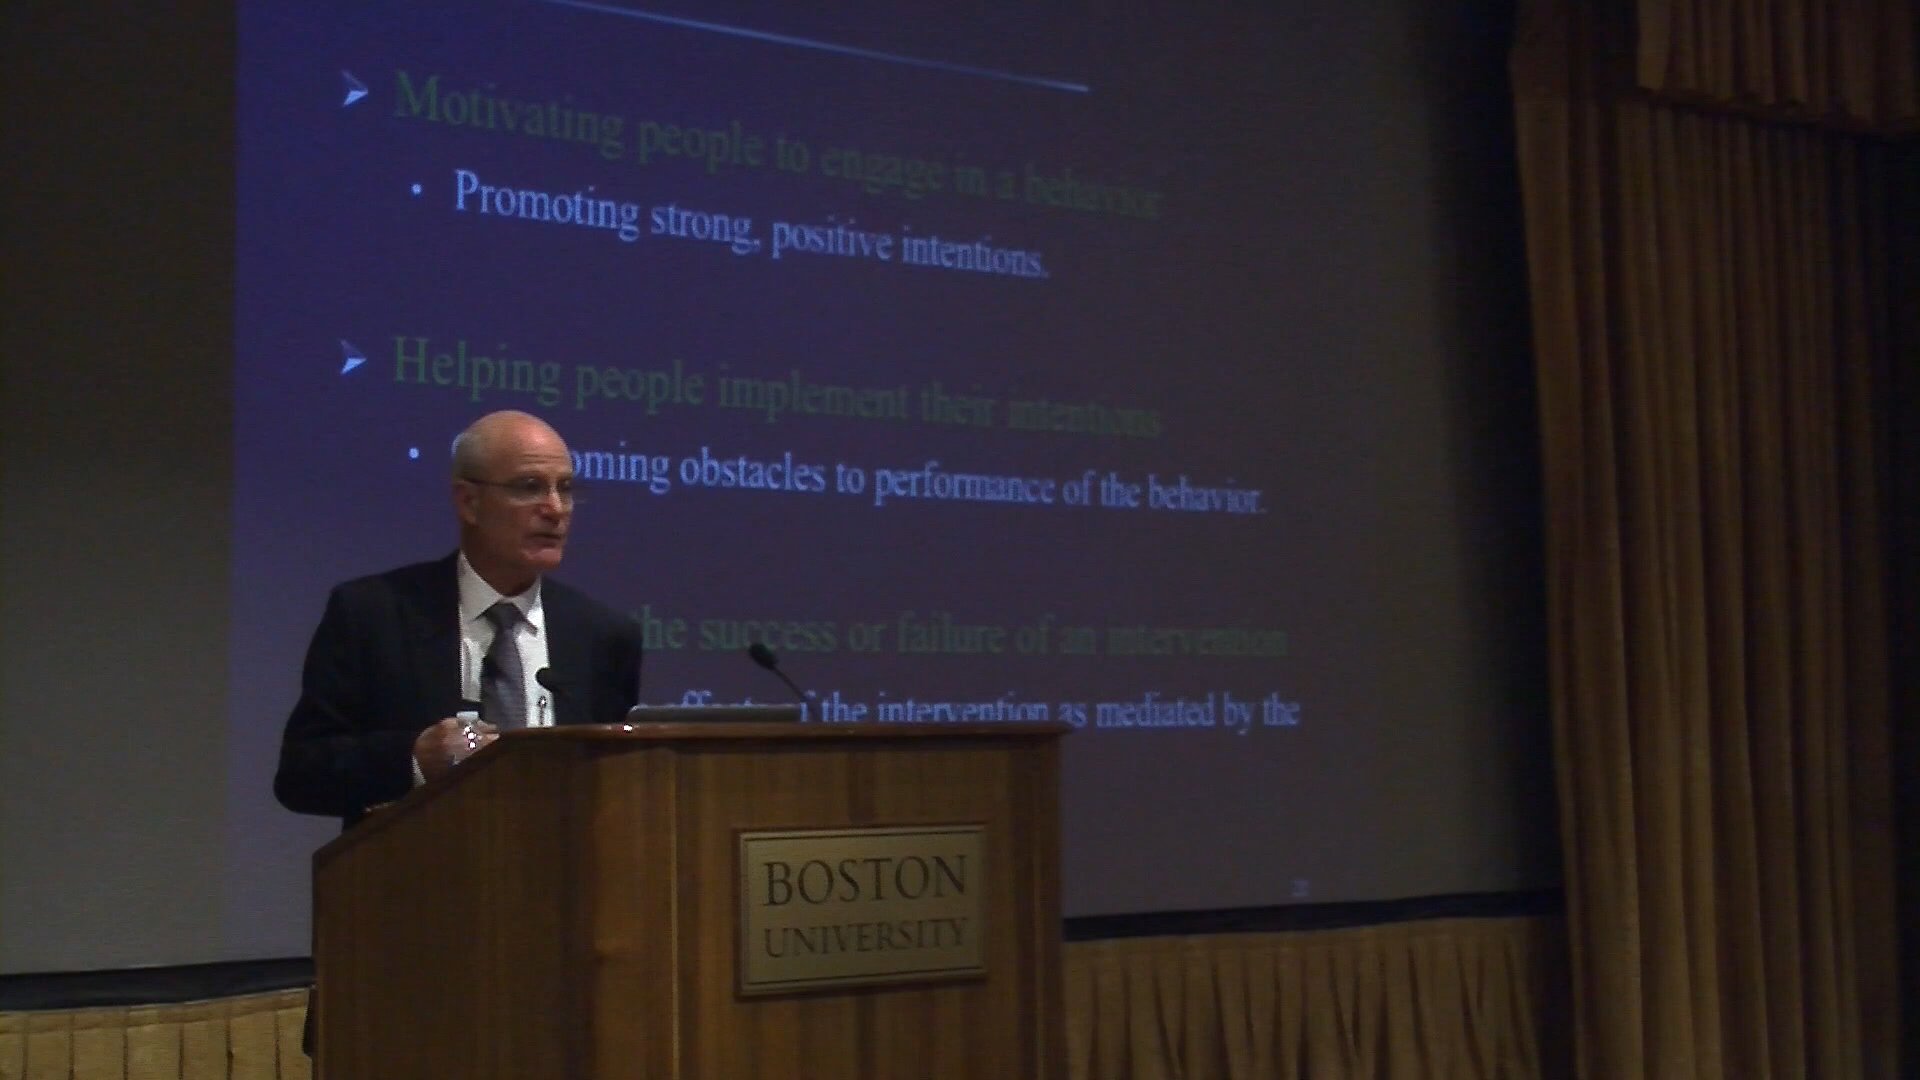 Motivating people to engage in a behavior
Promoting strong, positive intentions.
Helping people implement their intentions
oming obstacles to performance of the behavior.
the success or failure of an intervention
the intervention as mediated by the
BOSTON
UNIVERSITY